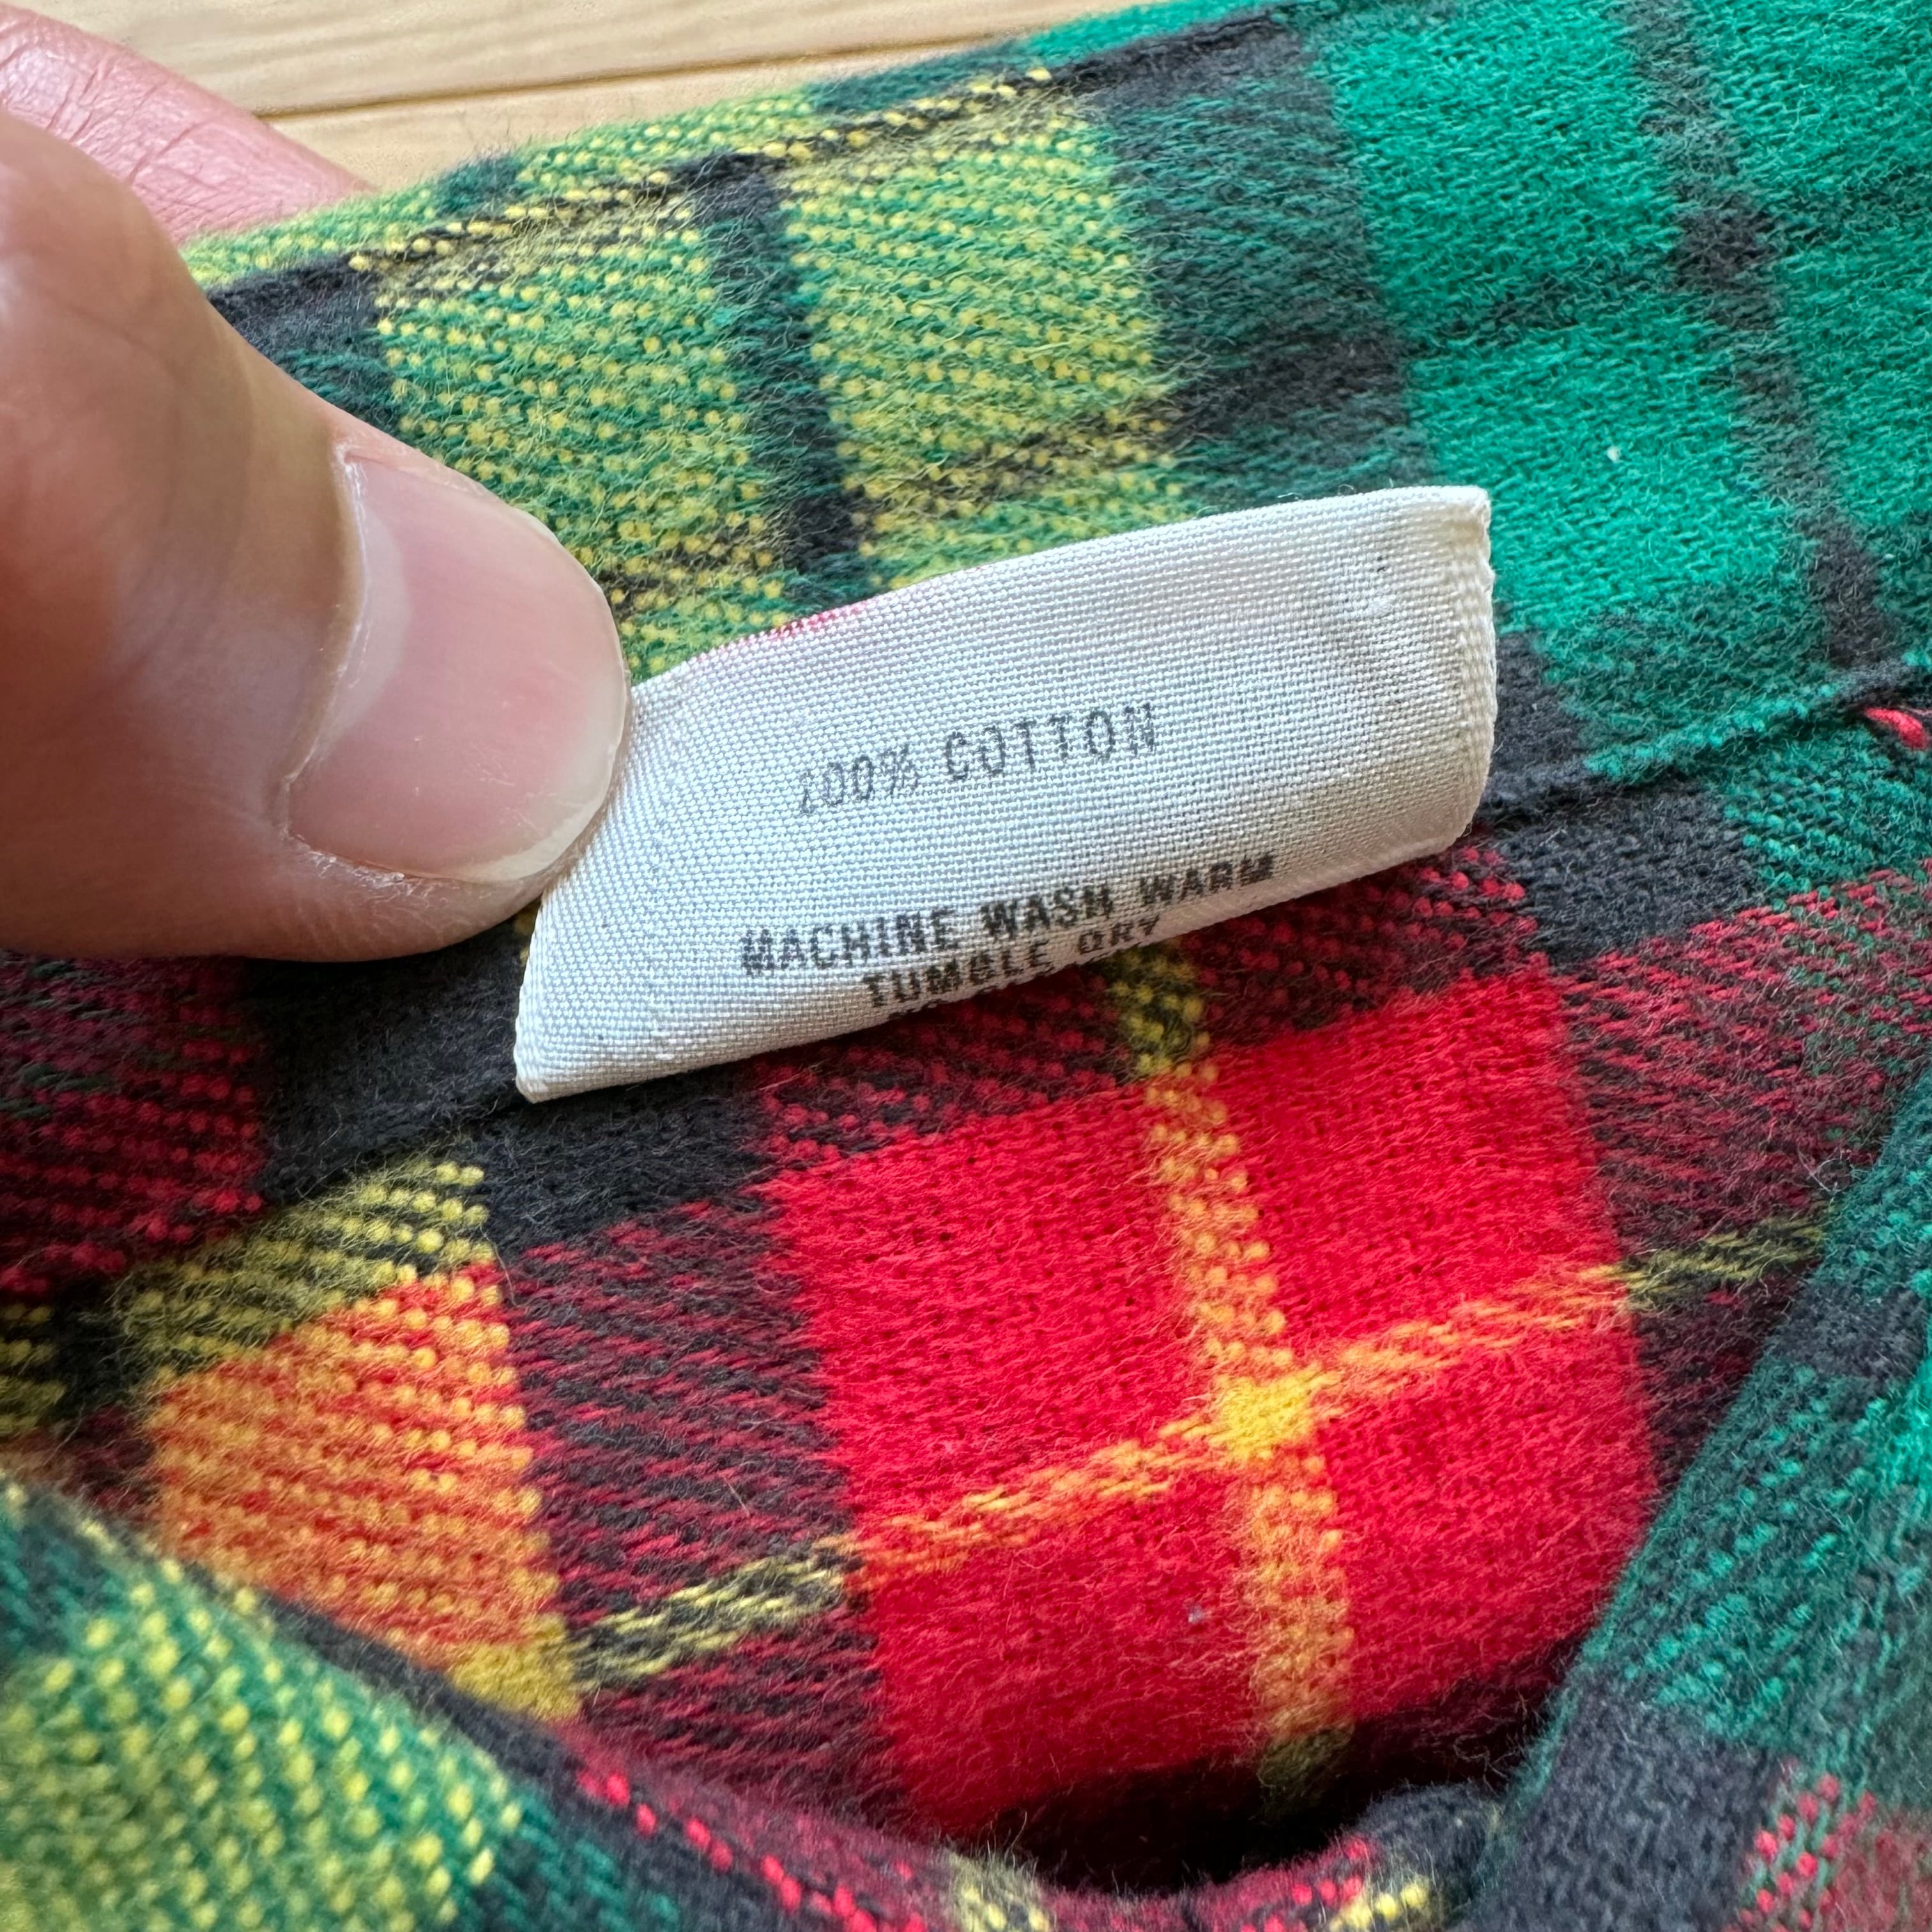 100% COTTON
MACHINE WASH WARM
TUMBLE DRY